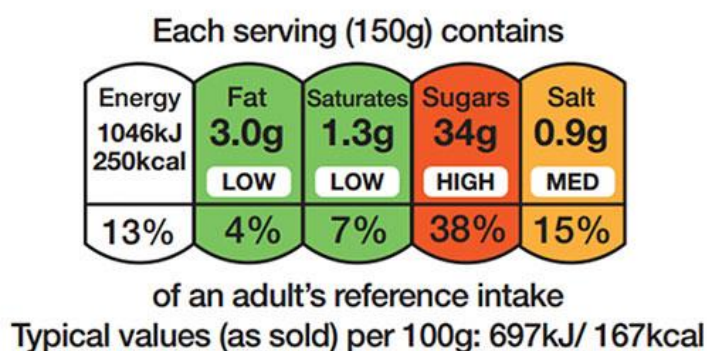 Each serving (150g) contains
Energy
1046kJ
250kcal
13%
Fat
3.0g
LOW
4%
Saturates
1.3g
LOW
7%
Sugars
34g
HIGH
38%
Salt
0.9g
MED
15%
of an adult’s reference intake
Typical values (as sold) per 100g: 697kJ/ 167kcal